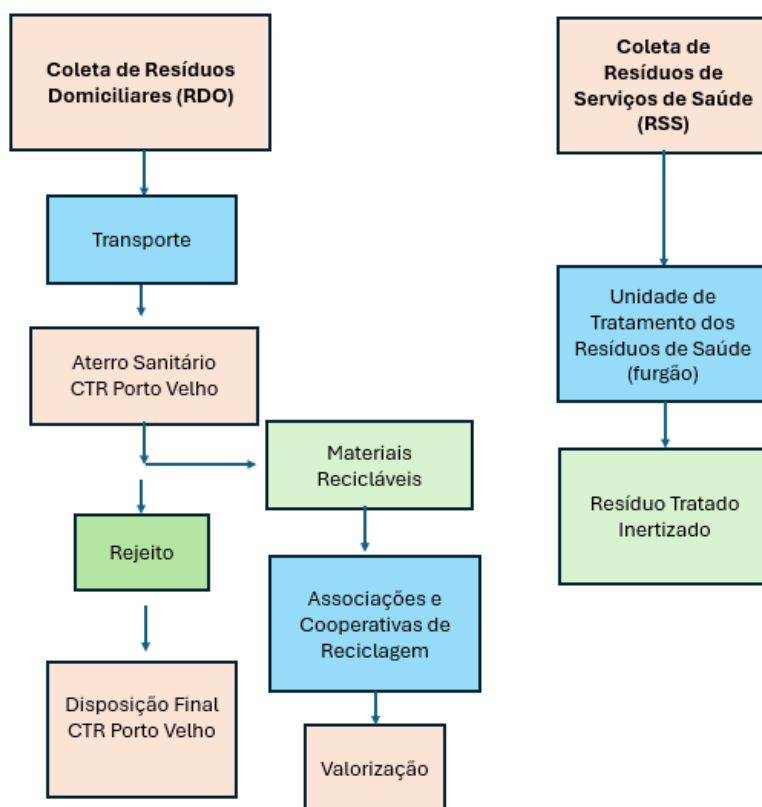 Coleta de Resíduos
Domiciliares (RDO)
Transporte
Aterro Sanitário
CTR Porto Velho
Materiais
Recicláveis
Rejeito
Associações e
Cooperativas de
Reciclagem
Disposição Final
CTR Porto Velho
Valorização
Coleta de
Resíduos de
Serviços de Saúde
(RSS)
Unidade de
Tratamento dos
Resíduos de Saúde
(furgão)
Resíduo Tratado
Inertizado